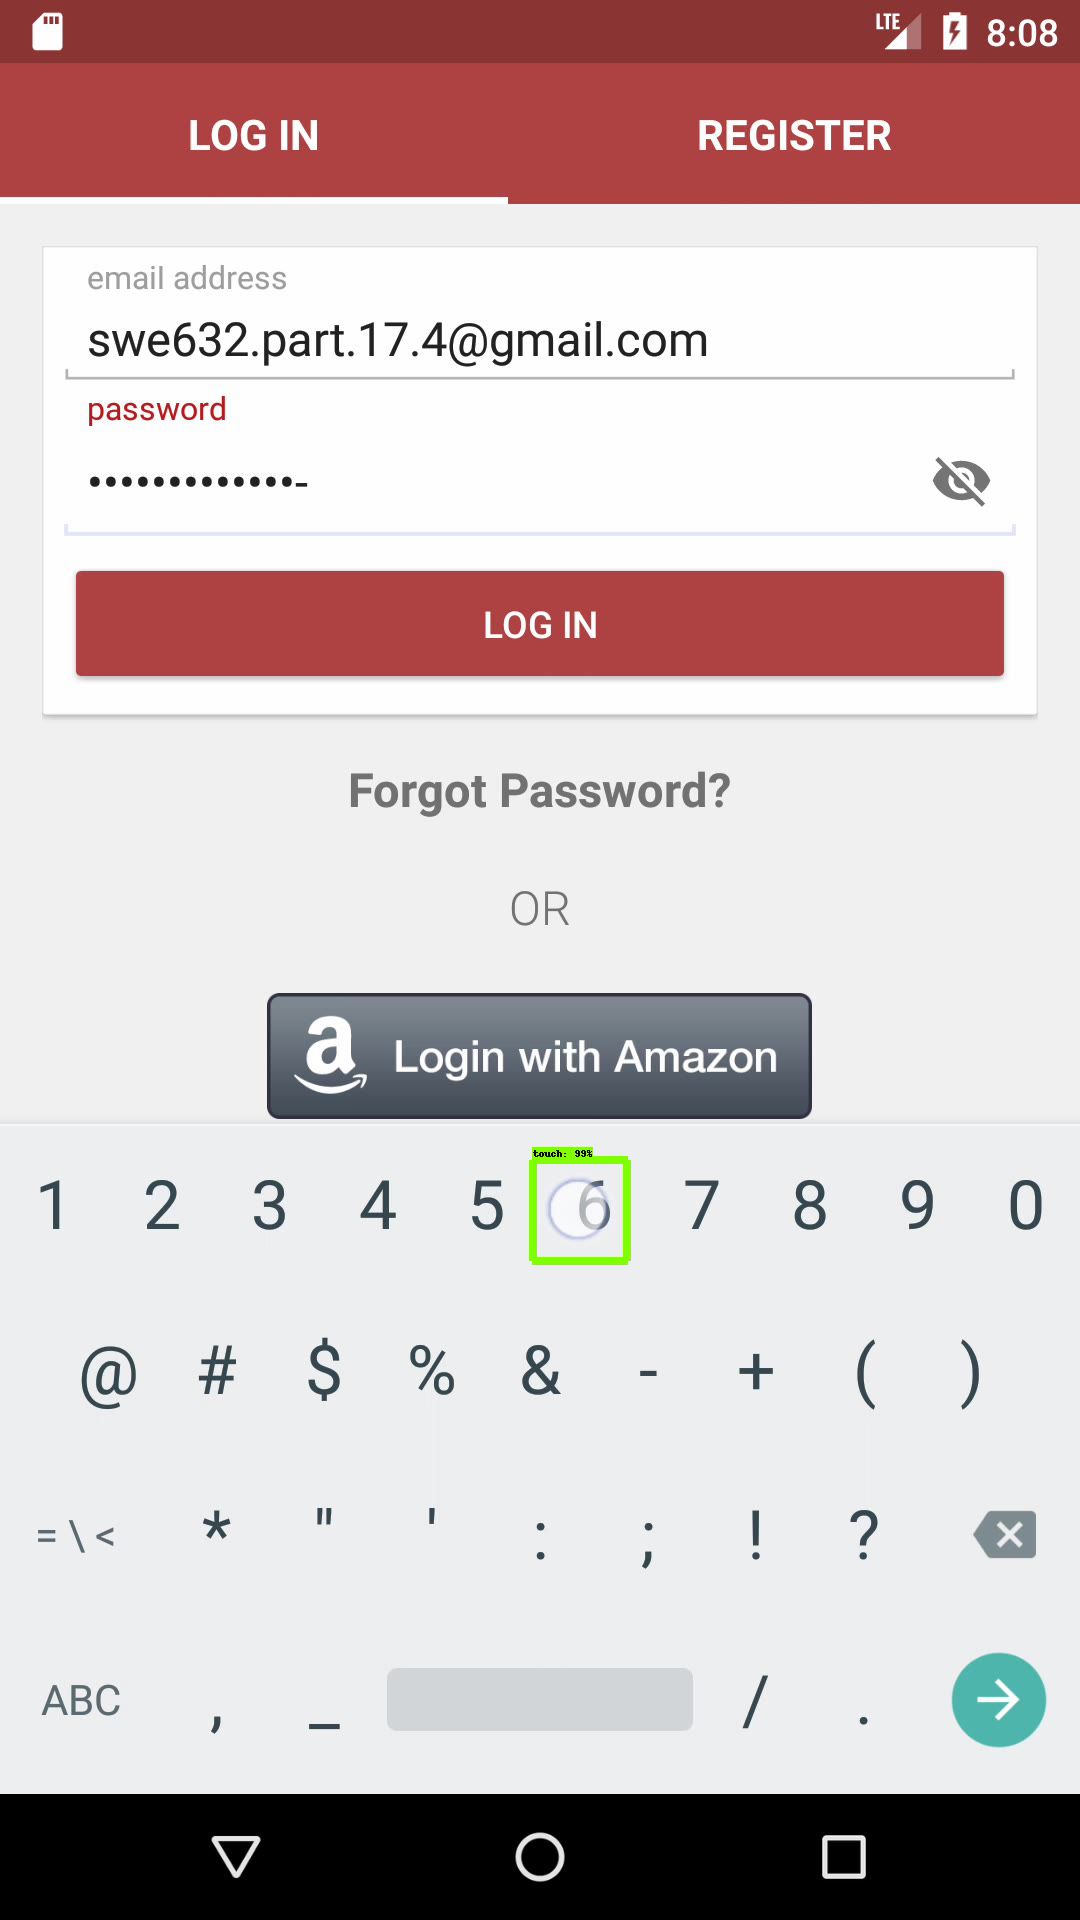 LTE 8:08
LOG IN REGISTER
email address
swe632.part.17.4@gmail.com
password
•••••••••••••-
LOG IN
Forgot Password?
OR
a Login with Amazon
touch: 99%
1 2 3 4 5 6 7 8 9 0
@ # $ % & - + ( )
= \ < * " ' : ; ! ?
ABC , _ / .